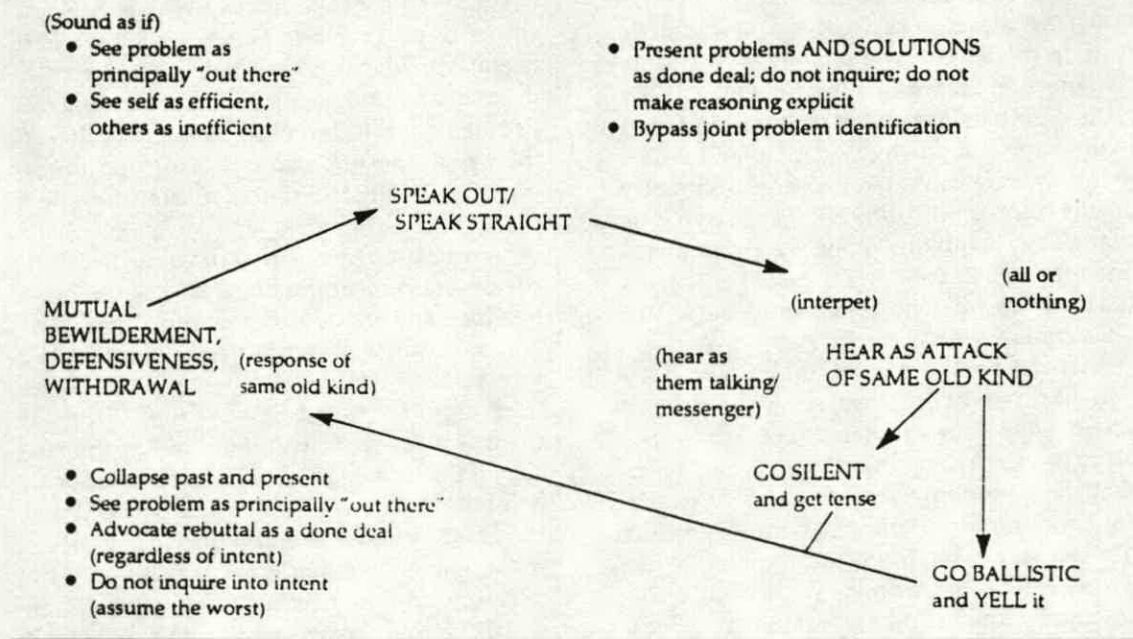 (Sound as if)
• See problem as
principally "out there"
• See self as efficient,
others as inefficient
• Present problems AND SOLUTIONS
as done deal; do not inquire; do not
make reasoning explicit
• Bypass joint problem identification
SPEAK OUT/
SPEAK STRAIGHT
(interpet)
(all or
nothing)
MUTUAL
BEWILDERMENT,
DEFENSIVENESS,
WITHDRAWAL
(response of
same old kind)
(hear as
them talking/
messenger)
HEAR AS ATTACK
OF SAME OLD KIND
GO SILENT
and get tense
• Collapse past and present
• See problem as principally "out there"
• Advocate rebuttal as a done deal
(regardless of intent)
• Do not inquire into intent
(assume the worst)
GO BALLISTIC
and YELL it